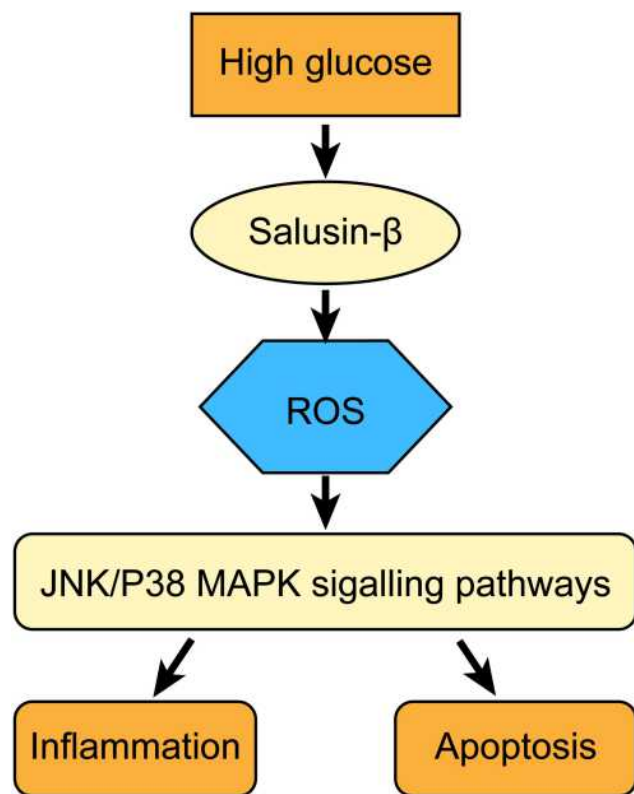 High glucose
Salusin-β
ROS
JNK/P38 MAPK sigalling pathways
Inflammation
Apoptosis